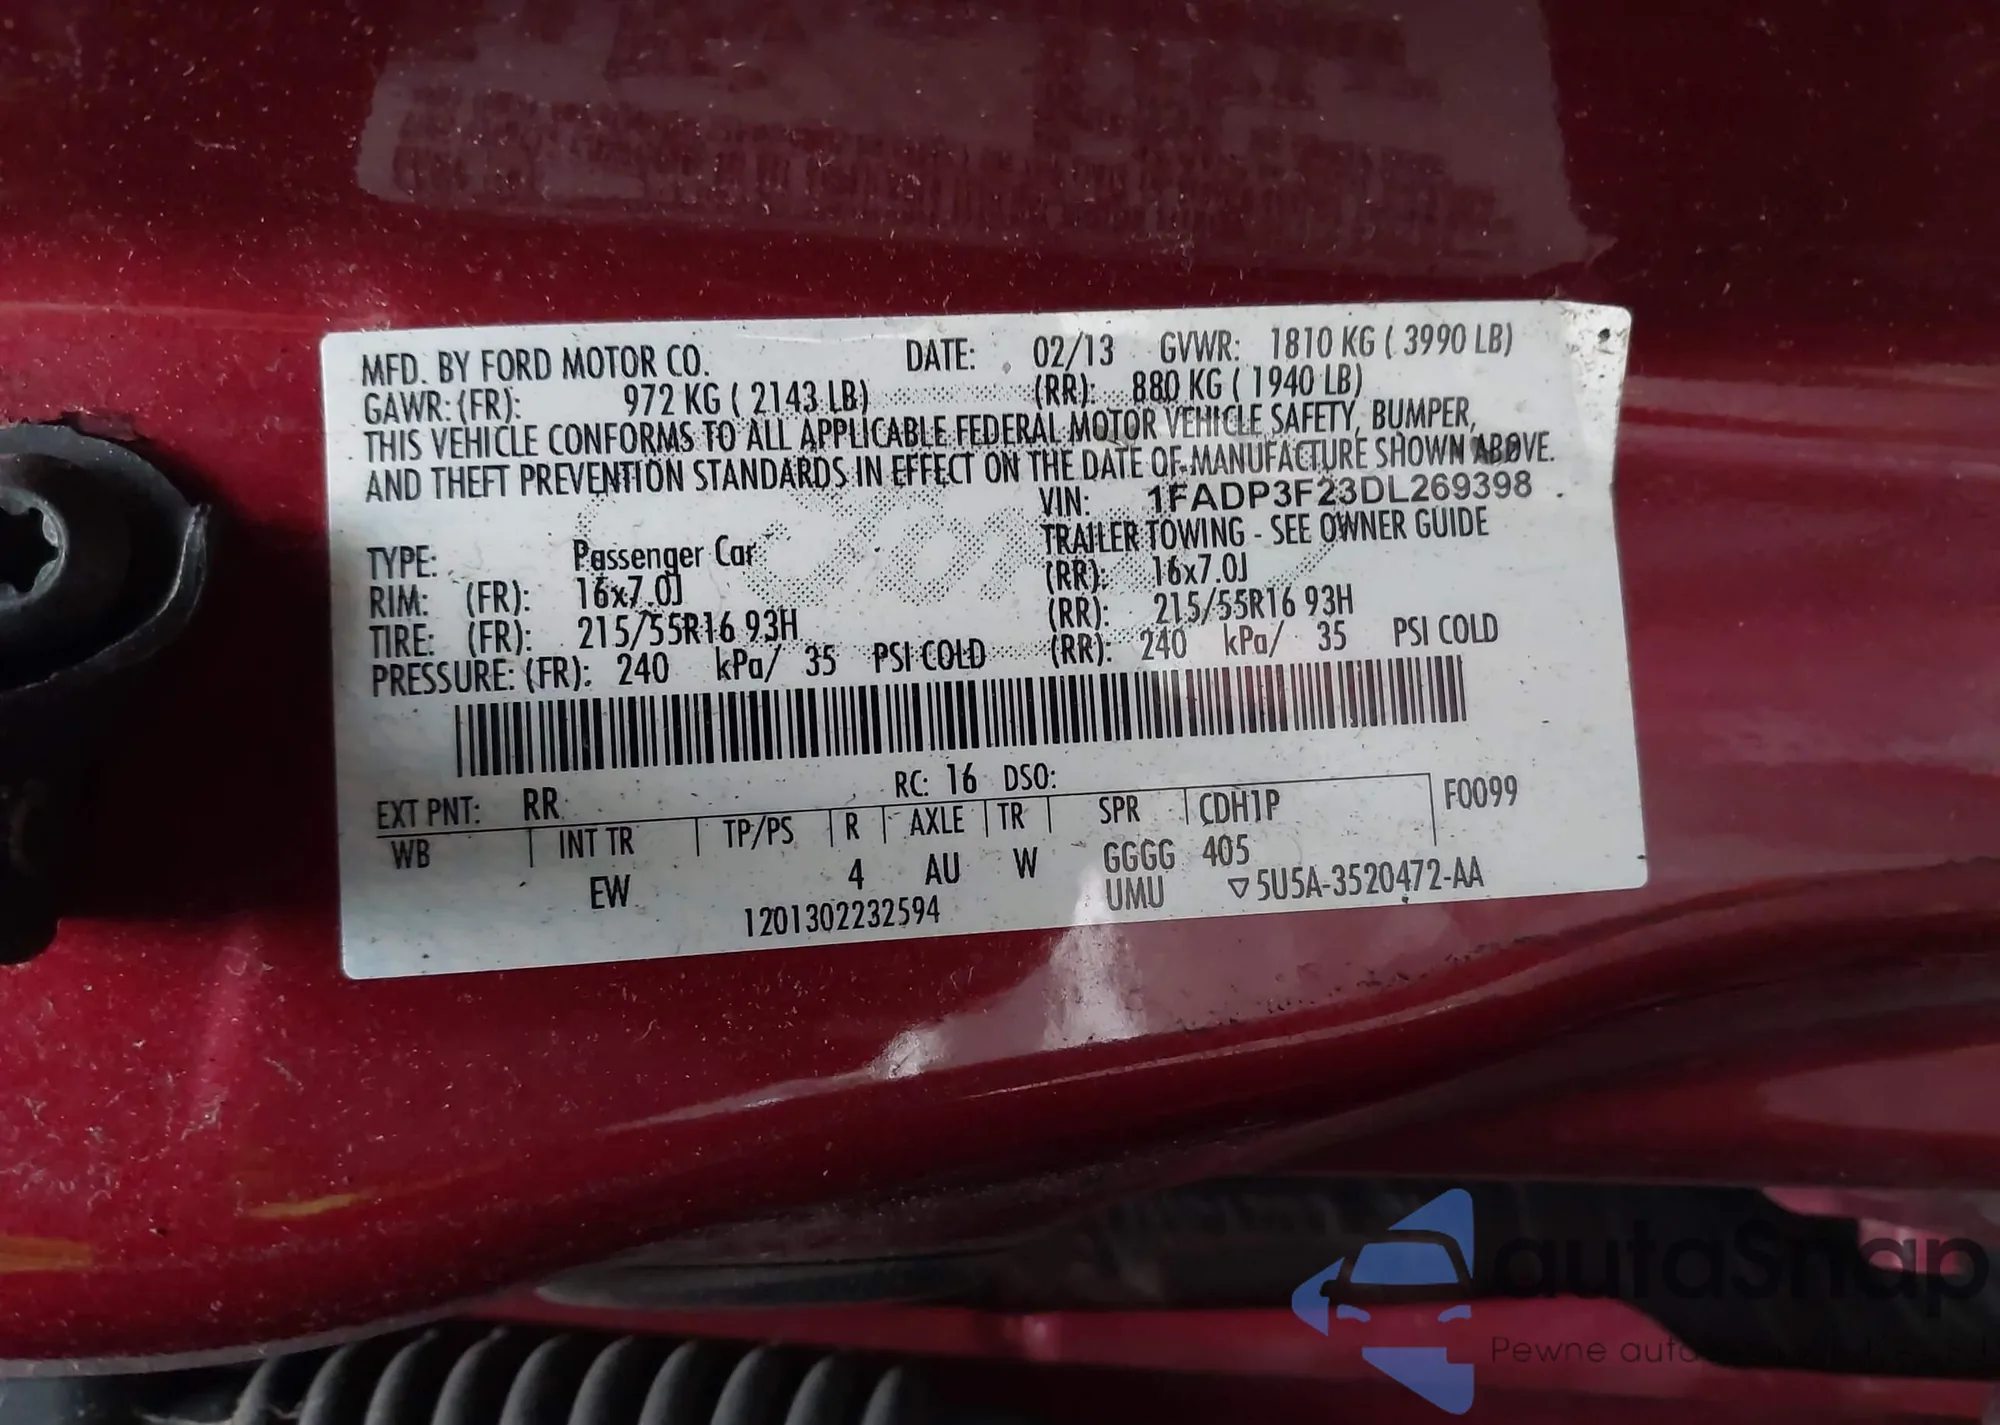 MFD. BY FORD MOTOR CO. DATE: 02/13 GVWR: 1810 KG ( 3990 LB)
GAWR: (FR): 972 KG ( 2143 LB) (RR): 880 KG ( 1940 LB)
THIS VEHICLE CONFORMS TO ALL APPLICABLE FEDERAL MOTOR VEHICLE SAFETY, BUMPER,
AND THEFT PREVENTION STANDARDS IN EFFECT ON THE DATE OF MANUFACTURE SHOWN ABOVE.
VIN: 1FADP3F23DL269398
TRAILER TOWING - SEE OWNER GUIDE
TYPE: Passenger Car
RIM: (FR): 16x7.0J (RR): 16x7.0J
TIRE: (FR): 215/55R16 93H (RR): 215/55R16 93H
PRESSURE: (FR): 240 kPa/ 35 PSI COLD (RR): 240 kPa/ 35 PSI COLD
RC: 16 DSO:
EXT PNT: RR F0099
WB INT TR TP/PS R AXLE TR SPR CDH1P
EW 4 AU W GGGG 405
UMU ▽5U5A-3520472-AA
1201302232594
autaSnap
Pewne auta